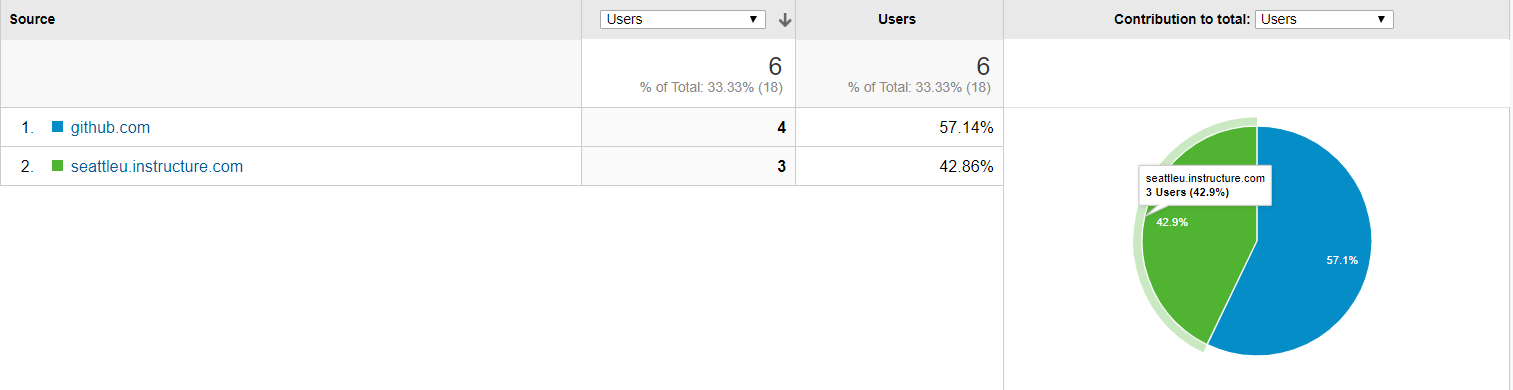 Source Users Users Contribution to total: Users
6 6
% of Total: 33.33% (18) % of Total: 33.33% (18)
1. github.com 4 57.14%
2. seattleu.instructure.com 3 42.86%
seattleu.instructure.com
3 Users (42.9%)
42.9%
57.1%